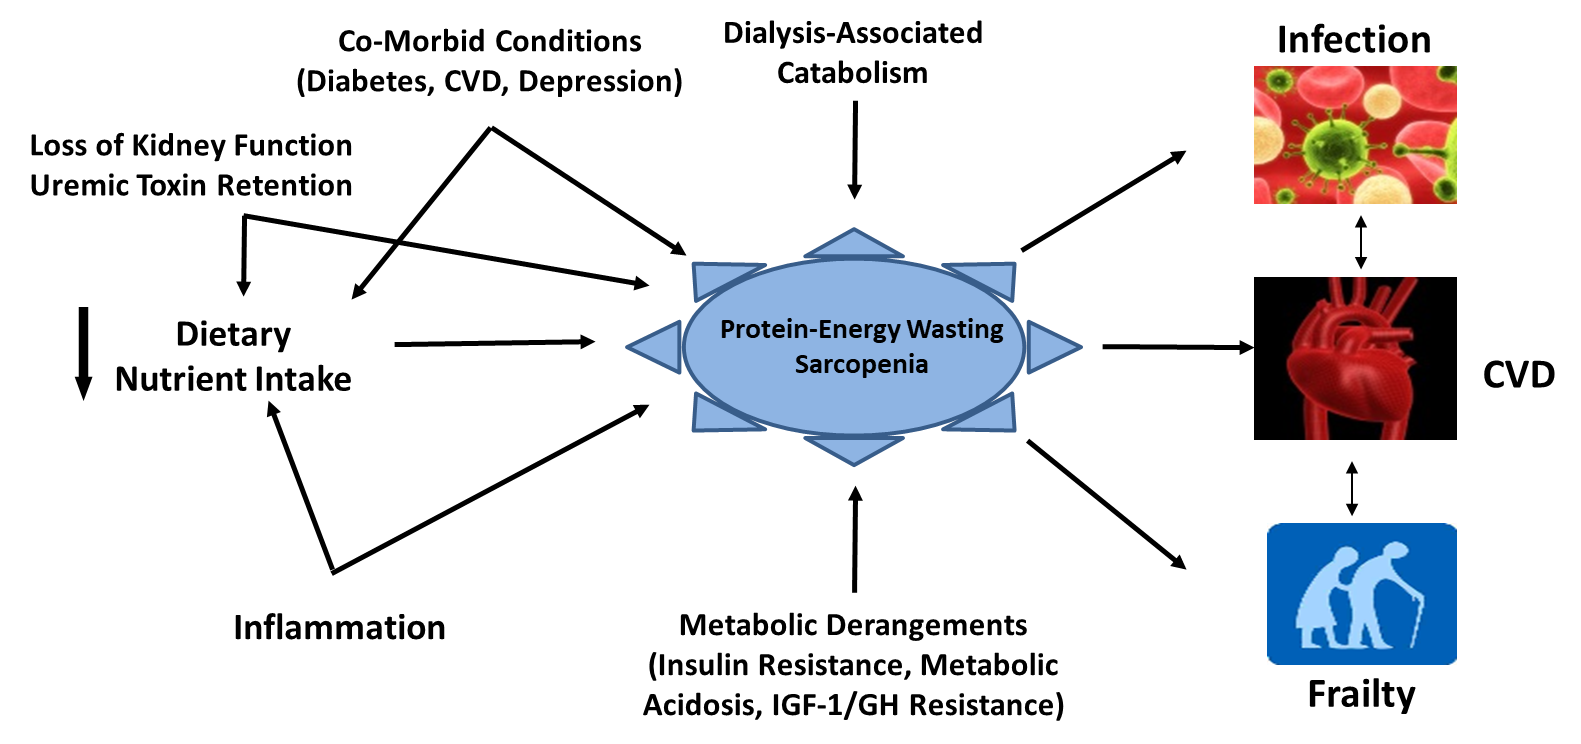 Co-Morbid Conditions
(Diabetes, CVD, Depression)
Dialysis-Associated
Catabolism
Infection
Loss of Kidney Function
Uremic Toxin Retention
Dietary
Nutrient Intake
Protein-Energy Wasting
Sarcopenia
CVD
Inflammation
Metabolic Derangements
(Insulin Resistance, Metabolic
Acidosis, IGF-1/GH Resistance)
Frailty